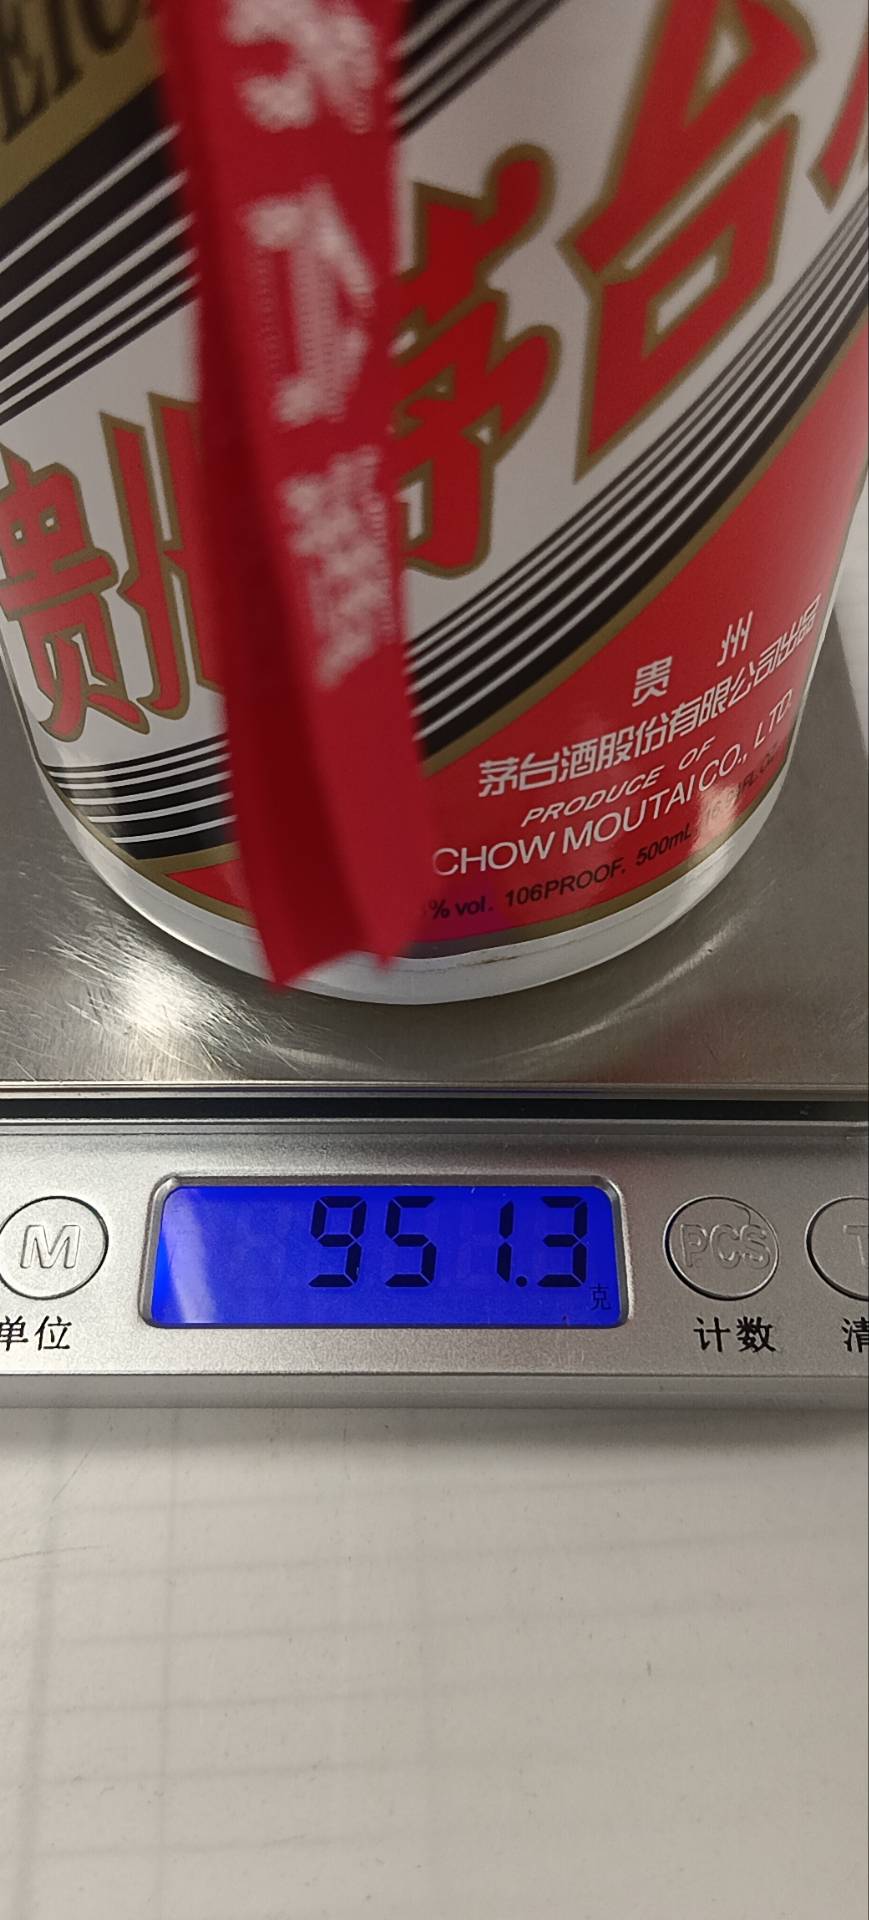 贵州茅台
贵 州
茅台酒股份有限公司出品
PRODUCE OF
CHOW MOUTAI CO., LTD.
% vol. 106PROOF. 500mL
951.3
克
M
PCS
T
单位
计数
清